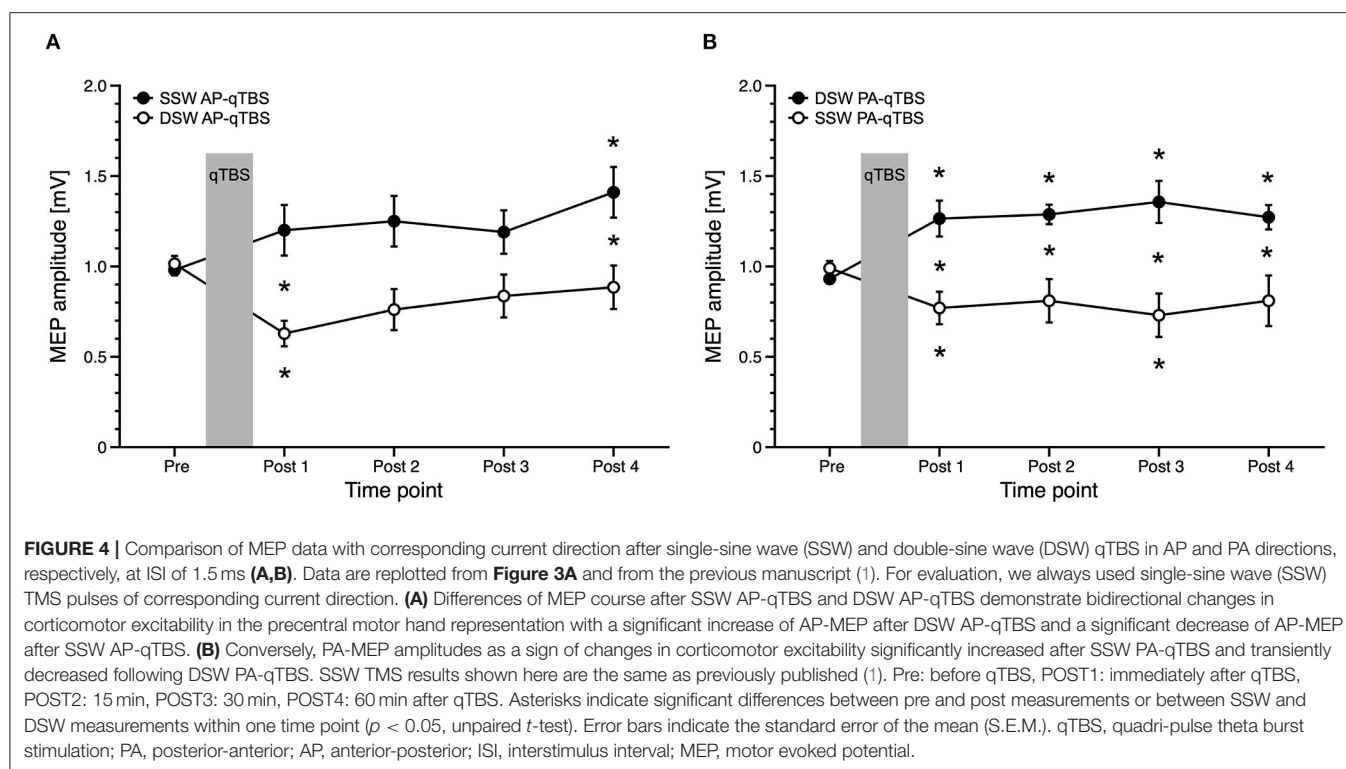 A
2.0
SSW AP-qTBS
DSW AP-qTBS
*
qTBS
1.5
*
1.0
*
0.5
*
0
MEP amplitude [mV]
Pre Post 1 Post 2 Post 3 Post 4
Time point
B
2.0
DSW PA-qTBS
SSW PA-qTBS
* * * *
qTBS
1.5
* * * *
1.0
0.5
* *
0
MEP amplitude [mV]
Pre Post 1 Post 2 Post 3 Post 4
Time point
FIGURE 4 | Comparison of MEP data with corresponding current direction after single-sine wave (SSW) and double-sine wave (DSW) qTBS in AP and PA directions,
respectively, at ISI of 1.5 ms (A,B). Data are replotted from Figure 3A and from the previous manuscript (1). For evaluation, we always used single-sine wave (SSW)
TMS pulses of corresponding current direction. (A) Differences of MEP course after SSW AP-qTBS and DSW AP-qTBS demonstrate bidirectional changes in
corticomotor excitability in the precentral motor hand representation with a significant increase of AP-MEP after DSW AP-qTBS and a significant decrease of AP-MEP
after SSW AP-qTBS. (B) Conversely, PA-MEP amplitudes as a sign of changes in corticomotor excitability significantly increased after SSW PA-qTBS and transiently
decreased following DSW PA-qTBS. SSW TMS results shown here are the same as previously published (1). Pre: before qTBS, POST1: immediately after qTBS,
POST2: 15 min, POST3: 30 min, POST4: 60 min after qTBS. Asterisks indicate significant differences between pre and post measurements or between SSW and
DSW measurements within one time point (p < 0.05, unpaired t-test). Error bars indicate the standard error of the mean (S.E.M.). qTBS, quadri-pulse theta burst
stimulation; PA, posterior-anterior; AP, anterior-posterior; ISI, interstimulus interval; MEP, motor evoked potential.